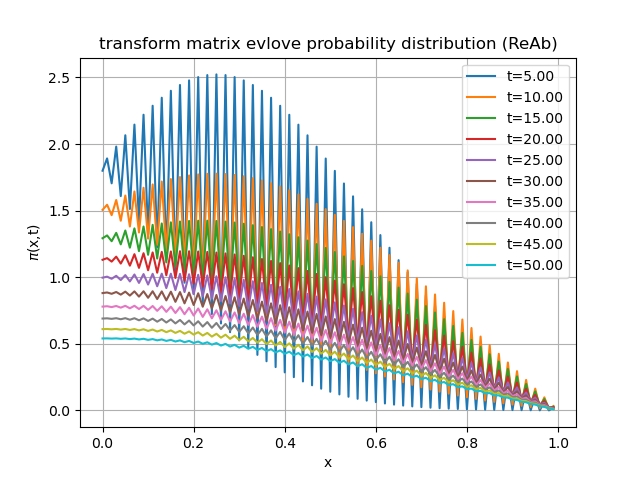 transform matrix evlove probability distribution (ReAb)
2.5
2.0
1.5
1.0
0.5
0.0
π(x,t)
t=5.00
t=10.00
t=15.00
t=20.00
t=25.00
t=30.00
t=35.00
t=40.00
t=45.00
t=50.00
0.0 0.2 0.4 0.6 0.8 1.0
x